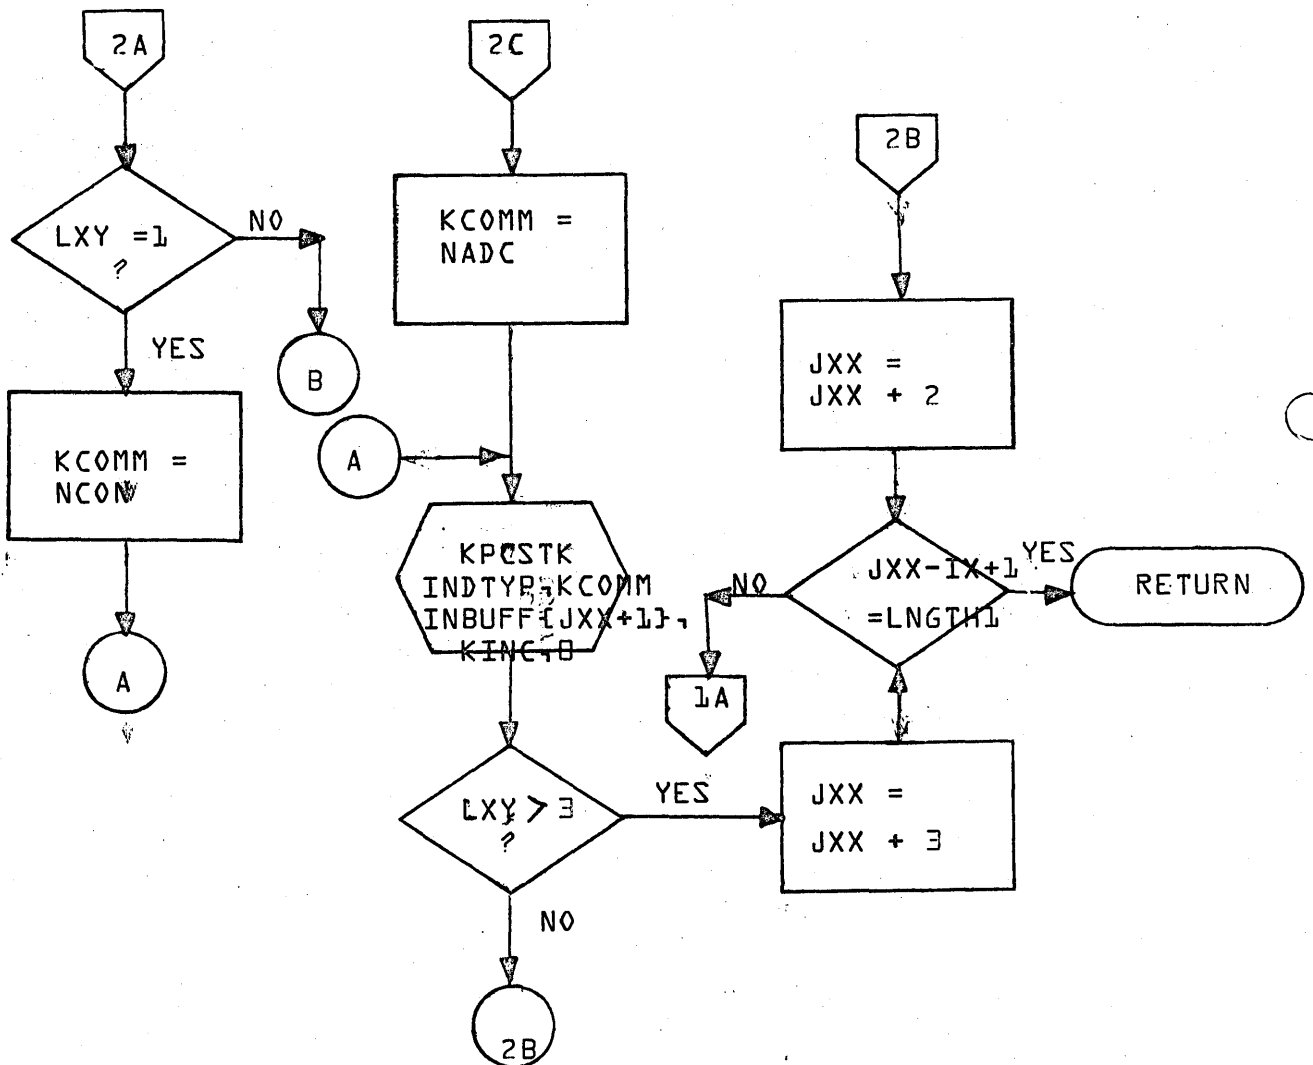 2A
LXY =1
?
NO
B
YES
KCOMM =
NCON
A
2C
KCOMM =
NADC
A
KPCSTK
INDTYP,KCOMM
INBUFF{JXX+1},
KINC,0
LXY > 3
?
YES
NO
2B
2B
JXX =
JXX + 2
JXX-IX+1
=LNGTH1
YES
RETURN
NO
1A
JXX =
JXX + 3